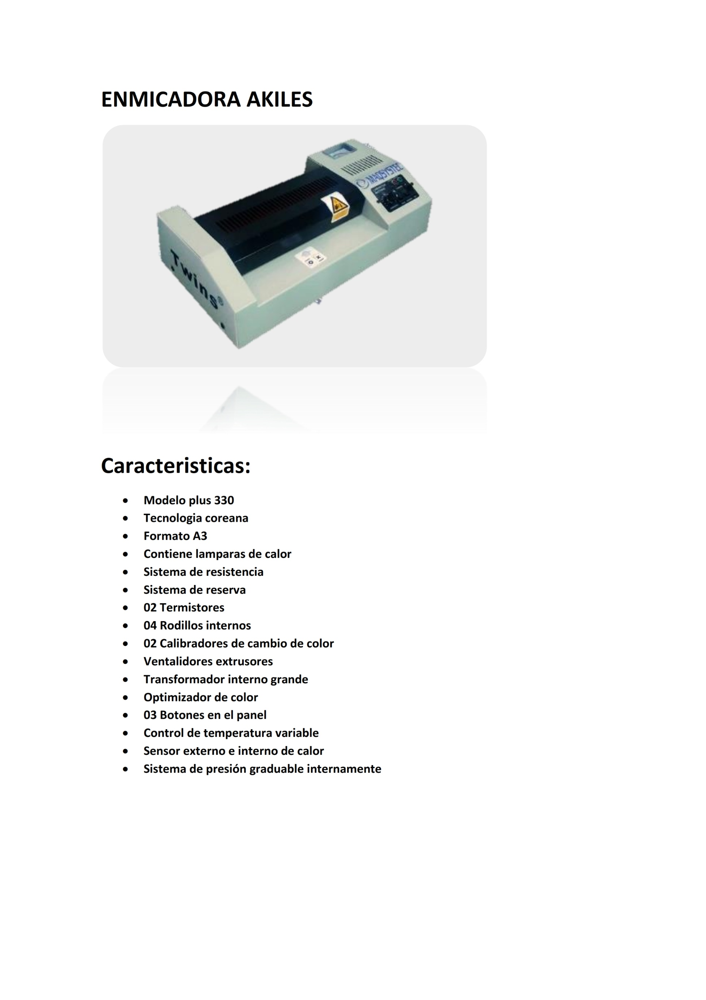 ENMICADORA AKILES
MAQSYSTEC
Twins®
Caracteristicas:
• Modelo plus 330
• Tecnologia coreana
• Formato A3
• Contiene lamparas de calor
• Sistema de resistencia
• Sistema de reserva
• 02 Termistores
• 04 Rodillos internos
• 02 Calibradores de cambio de color
• Ventalidores extrusores
• Transformador interno grande
• Optimizador de color
• 03 Botones en el panel
• Control de temperatura variable
• Sensor externo e interno de calor
• Sistema de presión graduable internamente